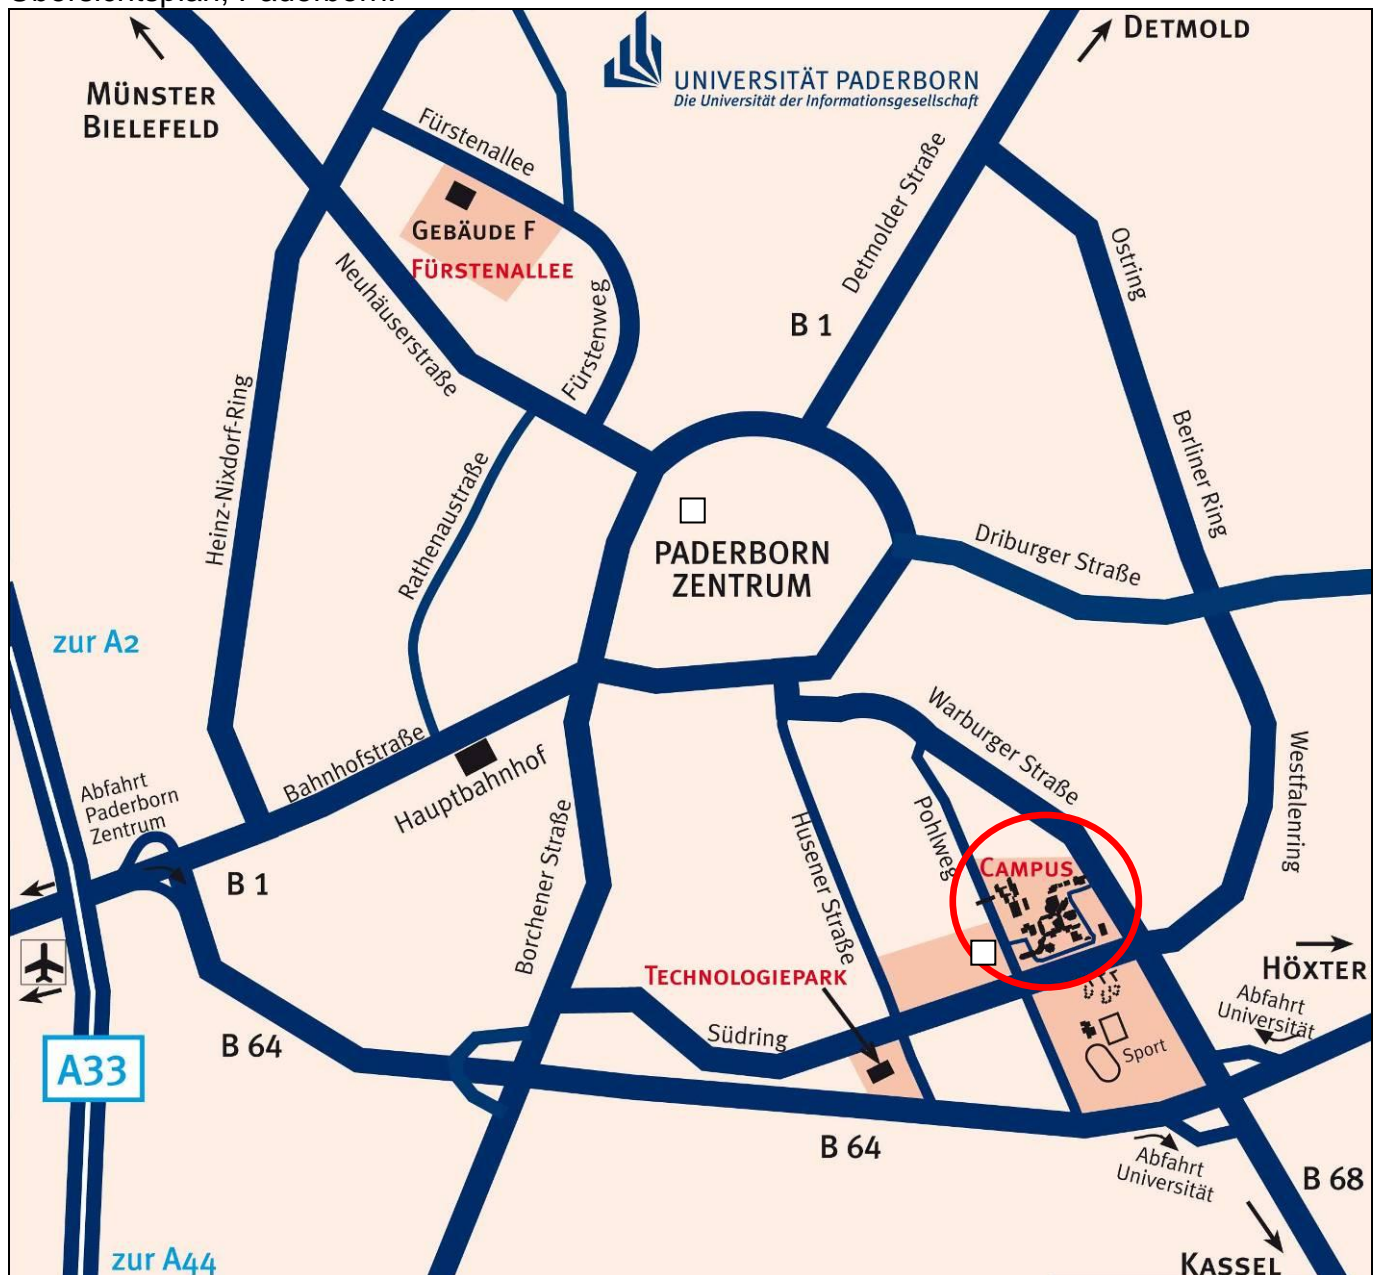 Übersichtsplan, Paderborn:
DETMOLD
MÜNSTER
BIELEFELD
UNIVERSITÄT PADERBORN
Die Universität der Informationsgesellschaft
Fürstenallee
GEBÄUDE F
FÜRSTENALLEE
Detmolder Straße
Ostring
Neuhäuserstraße
Fürstenweg
B 1
Heinz-Nixdorf-Ring
Rathenaustraße
Berliner Ring
PADERBORN
ZENTRUM
Driburger Straße
zur A2
Warburger Straße
Westfalenring
Bahnhofstraße
Hauptbahnhof
Abfahrt
Paderborn
Zentrum
B 1
Borchener Straße
Husener Straße
Pohlweg
CAMPUS
TECHNOLOGIEPARK
HÖXTER
Abfahrt
Universität
B 64
Südring
Sport
A33
B 64
Abfahrt
Universität
B 68
zur A44
KASSEL